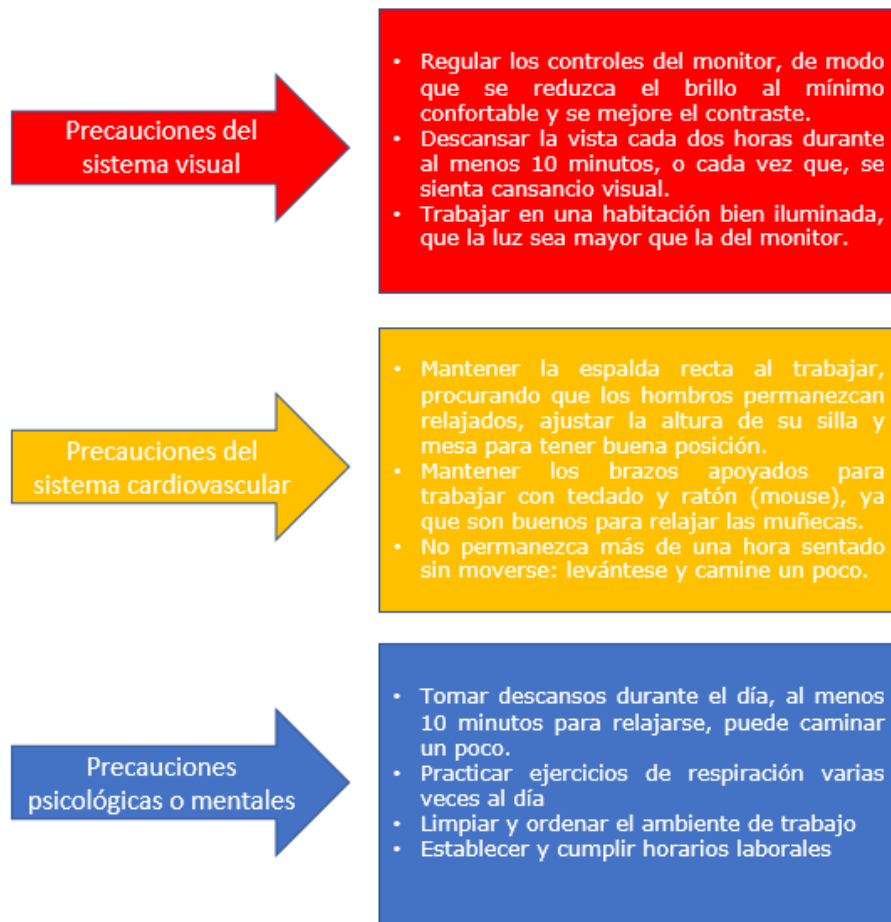 Precauciones del
sistema visual
• Regular los controles del monitor, de modo
que se reduzca el brillo al mínimo
confortable y se mejore el contraste.
• Descansar la vista cada dos horas durante
al menos 10 minutos, o cada vez que, se
sienta cansancio visual.
• Trabajar en una habitación bien iluminada,
que la luz sea mayor que la del monitor.
Precauciones del
sistema cardiovascular
• Mantener la espalda recta al trabajar,
procurando que los hombros permanezcan
relajados, ajustar la altura de su silla y
mesa para tener buena posición.
• Mantener los brazos apoyados para
trabajar con teclado y ratón (mouse), ya
que son buenos para relajar las muñecas.
• No permanezca más de una hora sentado
sin moverse: levántese y camine un poco.
Precauciones
psicológicas o mentales
• Tomar descansos durante el día, al menos
10 minutos para relajarse, puede caminar
un poco.
• Practicar ejercicios de respiración varias
veces al día
• Limpiar y ordenar el ambiente de trabajo
• Establecer y cumplir horarios laborales